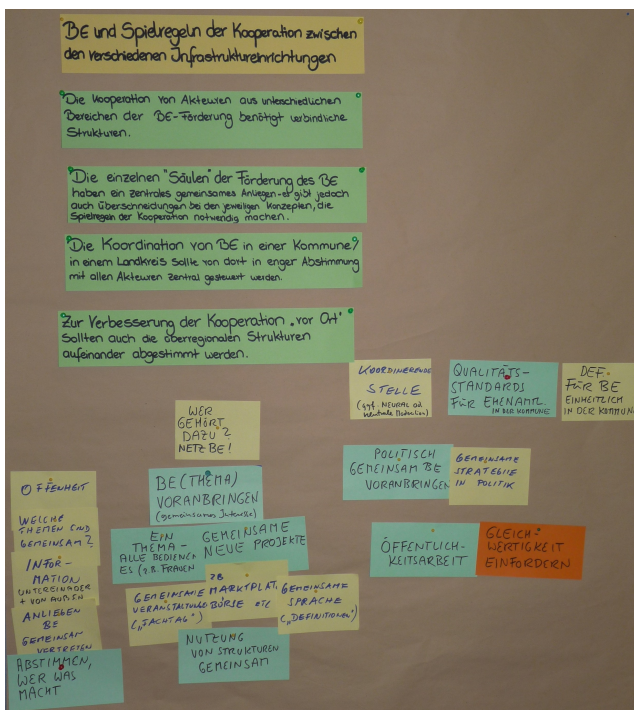 BE und Spielregeln der Kooperation zwischen
den verschiedenen Infrastruktureinrichtungen
Die Kooperation von Akteuren aus unterschiedlichen
Bereichen der BE-Förderung benötigt verbindliche
Strukturen.
Die einzelnen "Säulen" der Förderung des BE
haben ein zentrales gemeinsames Anliegen - er gibt jedoch
auch Überschneidungen bei den jeweiligen Konzepten, die
Spielregeln der Kooperation notwendig machen.
Die Koordination von BE in einer Kommune/
in einem Landkreis sollte von dort in enger Abstimmung
mit allen Akteuren zentral gesteuert werden.
Zur Verbesserung der Kooperation "vor Ort"
sollten auch die überregionalen Strukturen
aufeinander abgestimmt werden.
KOORDINIERENDE
STELLE
(ggf. NEUTRAL od.
QUALITÄTS-
STANDARDS
FÜR EHENAMTL.
IN DER KOMMUNE
DEF.
FÜR BE
EINHEITLICH
IN DER KOMMUN
WER
GEHÖRT
DAZU?
NETZ BE!
POLITISCH
GEMEINSAM BE
VORANBRINGEN
GEMEINSAME
STRATEGIE
IN POLITIK
OFFENHEIT
BE (THEMA)
VORANBRINGEN
(gemeinsames Interesse)
WELCHE
THEMEN SIND
GEMEINSAM?
EIN
THEMA -
ALLE BEDIENEN
ES (z.B. FRAUEN
GEMEINSAME
NEUE PROJEKTE
ÖFFENTLICH-
KEITSARBEIT
GLEICH-
WERTIGKEIT
EINFORDERN
INFOR-
MATION
UNTEREINANDER
+ VON AUßEN
GEMEINSAME
VERANSTALTUNG
("FACHTAG")
ZB
MARKTPLAT
BÖRSE etc
GEMEINSAME
SPRACHE
("DEFINITIONEN")
ANLIEGEN
BE
GEMEINSAM
VERTRETEN
NUTZUNG
VON STRUKTUREN
GEMEINSAM
ABSTIMMEN,
WER WAS
MACHT